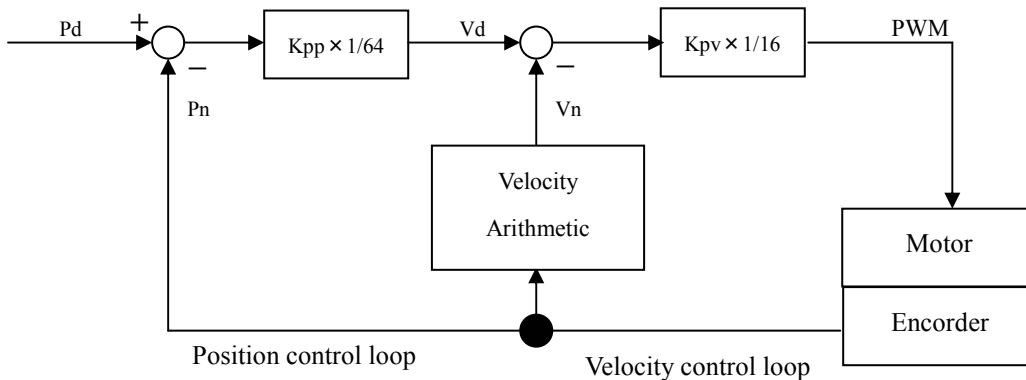 Pd
+
−
Kpp × 1/64
Vd
−
Kpv × 1/16
PWM
Pn
Vn
Velocity
Arithmetic
Motor
Encorder
Position control loop
Velocity control loop